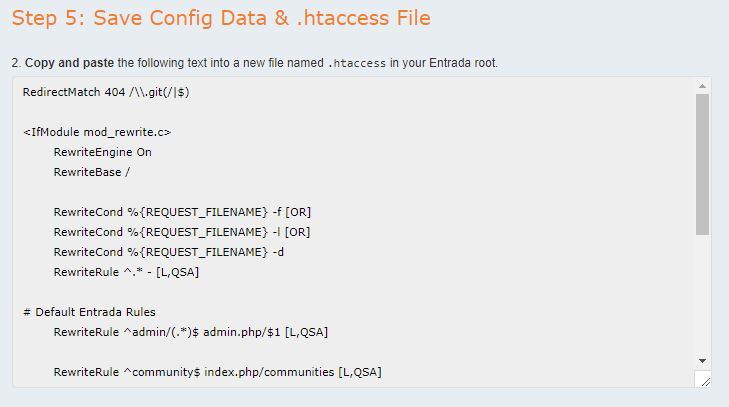 Step 5: Save Config Data & .htaccess File
2. Copy and paste the following text into a new file named .htaccess in your Entrada root.
RedirectMatch 404 /\\.git(/|$)
<IfModule mod_rewrite.c>
RewriteEngine On
RewriteBase /
RewriteCond %{REQUEST_FILENAME} -f [OR]
RewriteCond %{REQUEST_FILENAME} -l [OR]
RewriteCond %{REQUEST_FILENAME} -d
RewriteRule ^.* - [L,QSA]
# Default Entrada Rules
RewriteRule ^admin/(.*)$ admin.php/$1 [L,QSA]
RewriteRule ^community$ index.php/communities [L,QSA]